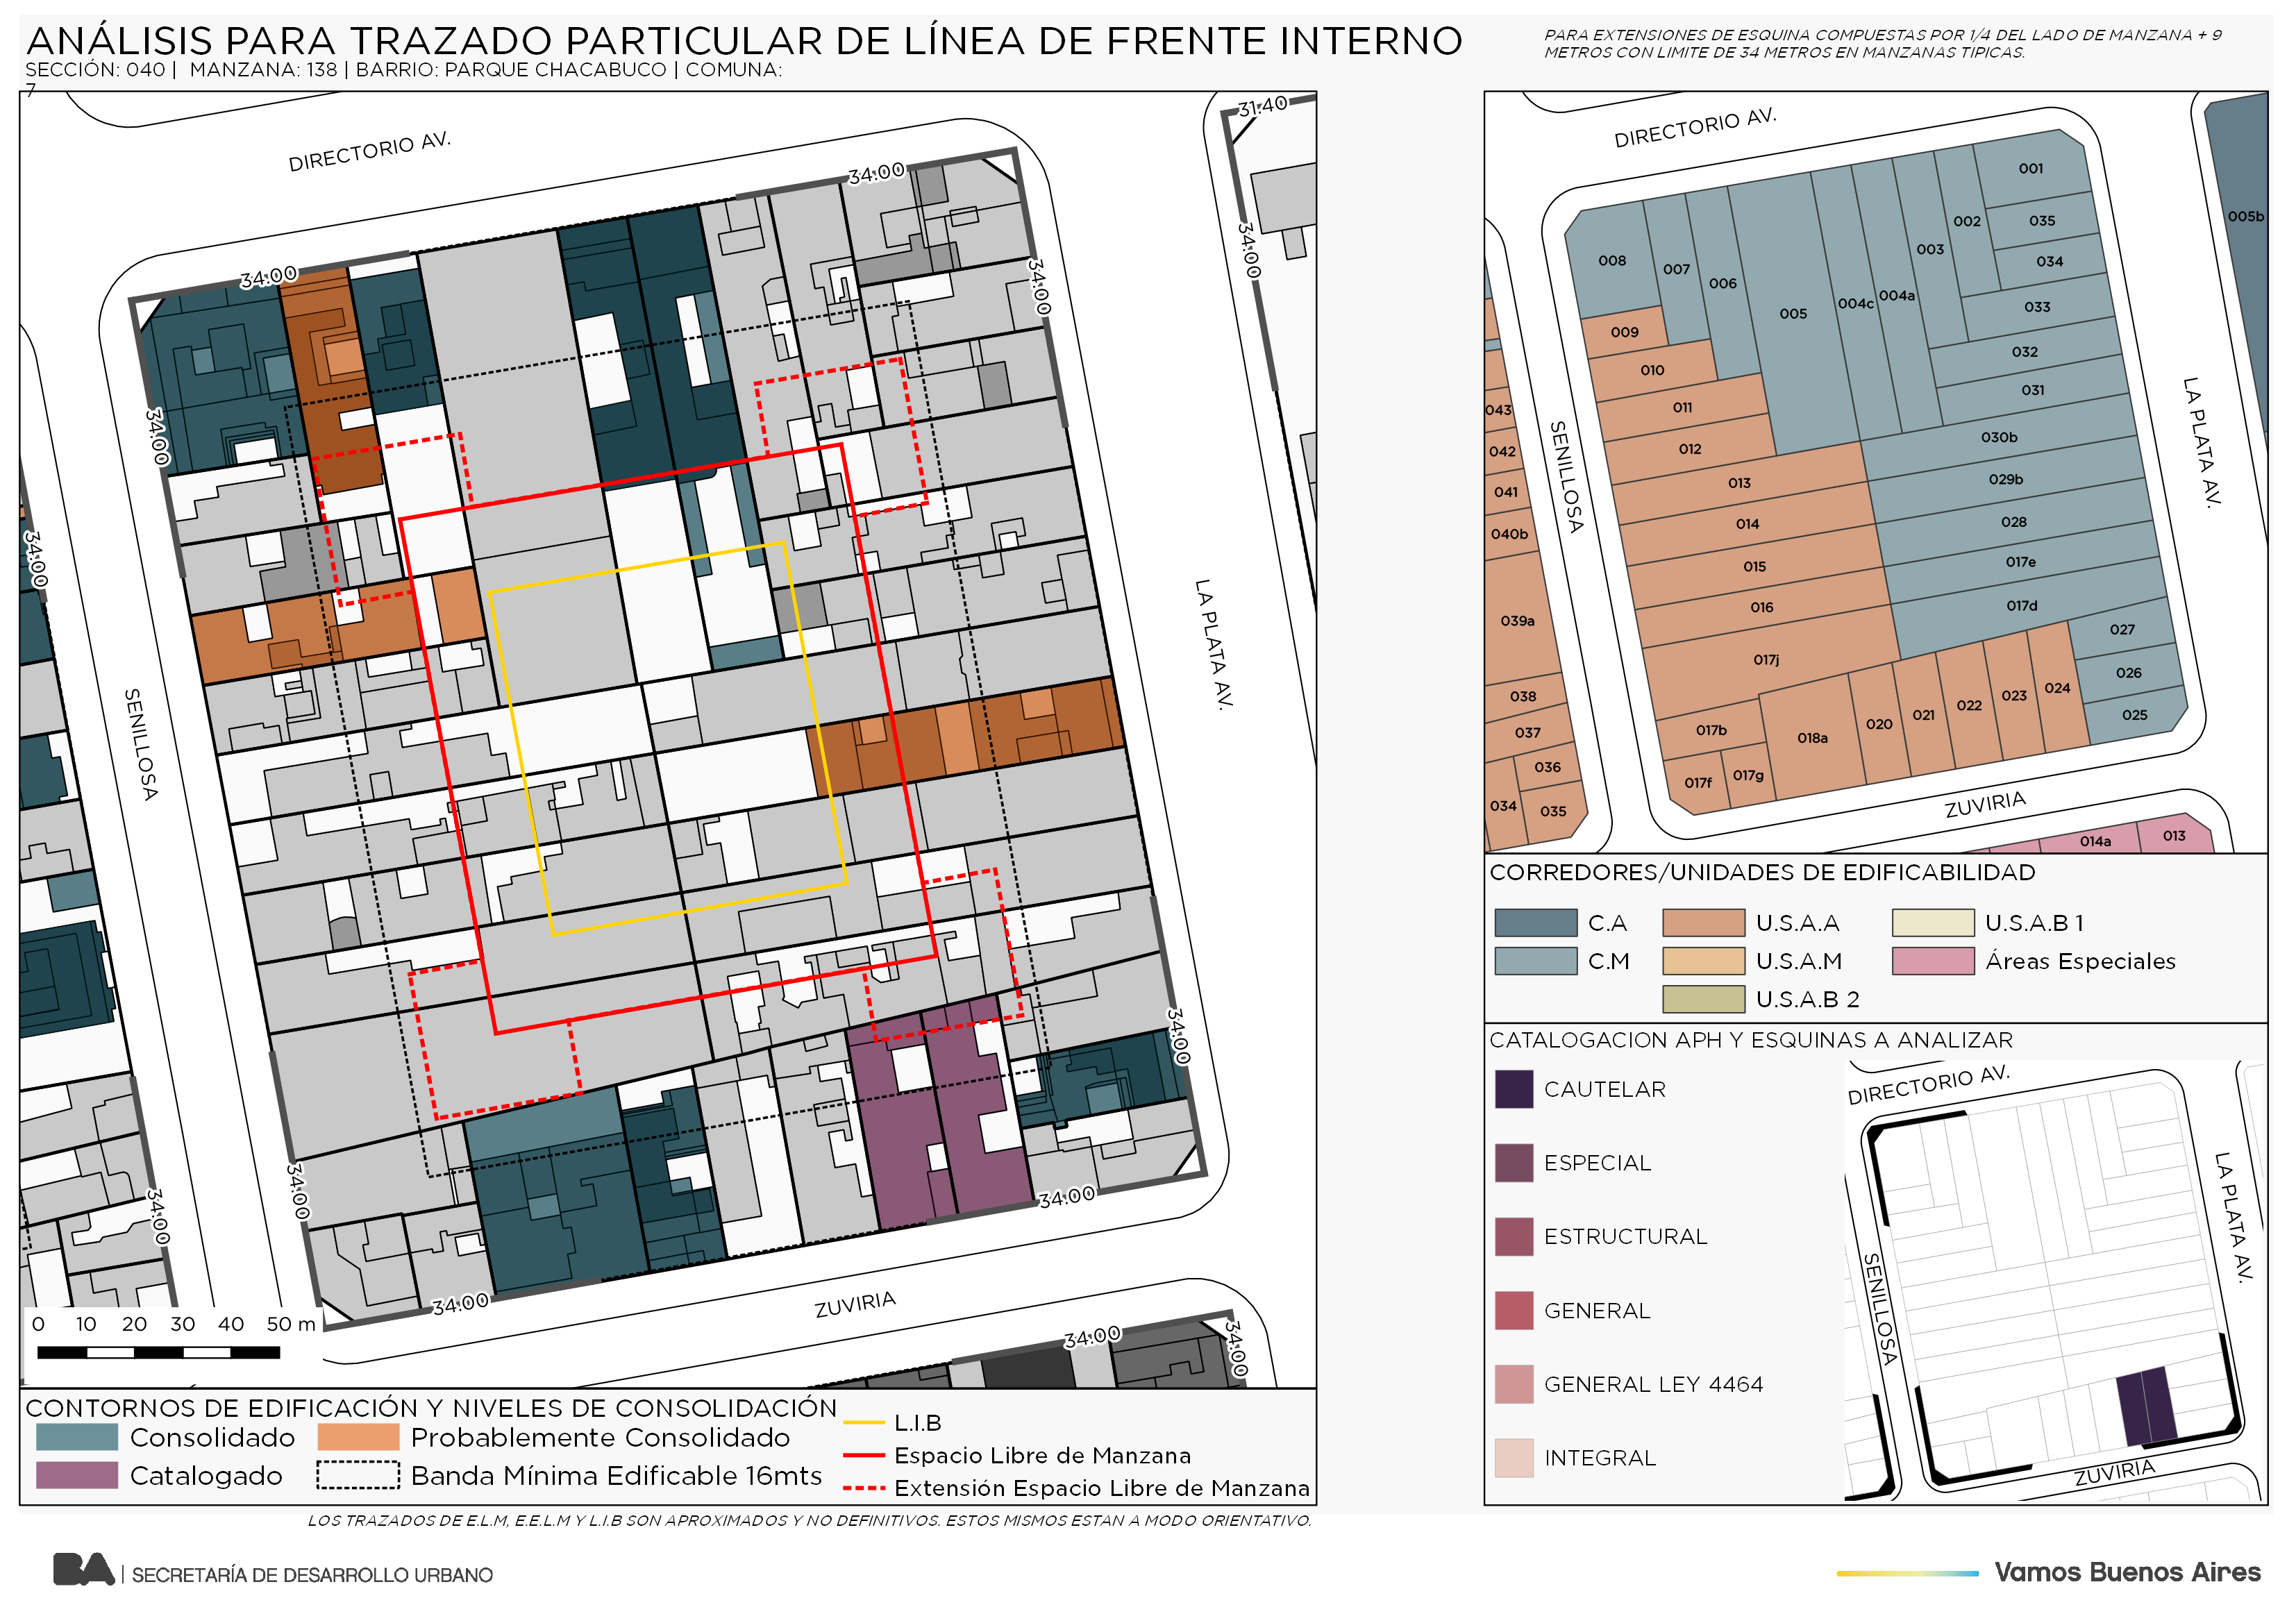 ANÁLISIS PARA TRAZADO PARTICULAR DE LÍNEA DE FRENTE INTERNO
SECCIÓN: 040 | MANZANA: 138 | BARRIO: PARQUE CHACABUCO | COMUNA:
7
PARA EXTENSIONES DE ESQUINA COMPUESTAS POR 1/4 DEL LADO DE MANZANA + 9
METROS CON LIMITE DE 34 METROS EN MANZANAS TIPICAS.
DIRECTORIO AV.
31.40
34.00
34.00
34.00
34.00
34.00
34.00
SENILLOSA
LA PLATA AV.
34.00
34.00
34.00
34.00
34.00
ZUVIRIA
34.00
34.00
0 10 20 30 40 50 m
CONTORNOS DE EDIFICACIÓN Y NIVELES DE CONSOLIDACIÓN
Consolidado
Probablemente Consolidado
Catalogado
Banda Mínima Edificable 16mts
L.I.B
Espacio Libre de Manzana
Extensión Espacio Libre de Manzana
LOS TRAZADOS DE E.L.M, E.E.L.M Y L.I.B SON APROXIMADOS Y NO DEFINITIVOS. ESTOS MISMOS ESTAN A MODO ORIENTATIVO.
DIRECTORIO AV.
SENILLOSA
LA PLATA AV.
ZUVIRIA
001
035
034
033
002
003
004a
004c
005
006
007
008
009
010
011
012
013
014
015
016
017j
017b
017f
017g
018a
020
021
022
023
024
025
026
027
017d
017e
028
029b
030b
031
032
005b
043
042
041
040b
039a
038
037
036
035
034
014a
013
CORREDORES/UNIDADES DE EDIFICABILIDAD
C.A
U.S.A.A
U.S.A.B 1
C.M
U.S.A.M
Áreas Especiales
U.S.A.B 2
CATALOGACION APH Y ESQUINAS A ANALIZAR
CAUTELAR
ESPECIAL
ESTRUCTURAL
GENERAL
GENERAL LEY 4464
INTEGRAL
DIRECTORIO AV.
LA PLATA AV.
SENILLOSA
ZUVIRIA
BA | SECRETARÍA DE DESARROLLO URBANO
Vamos Buenos Aires